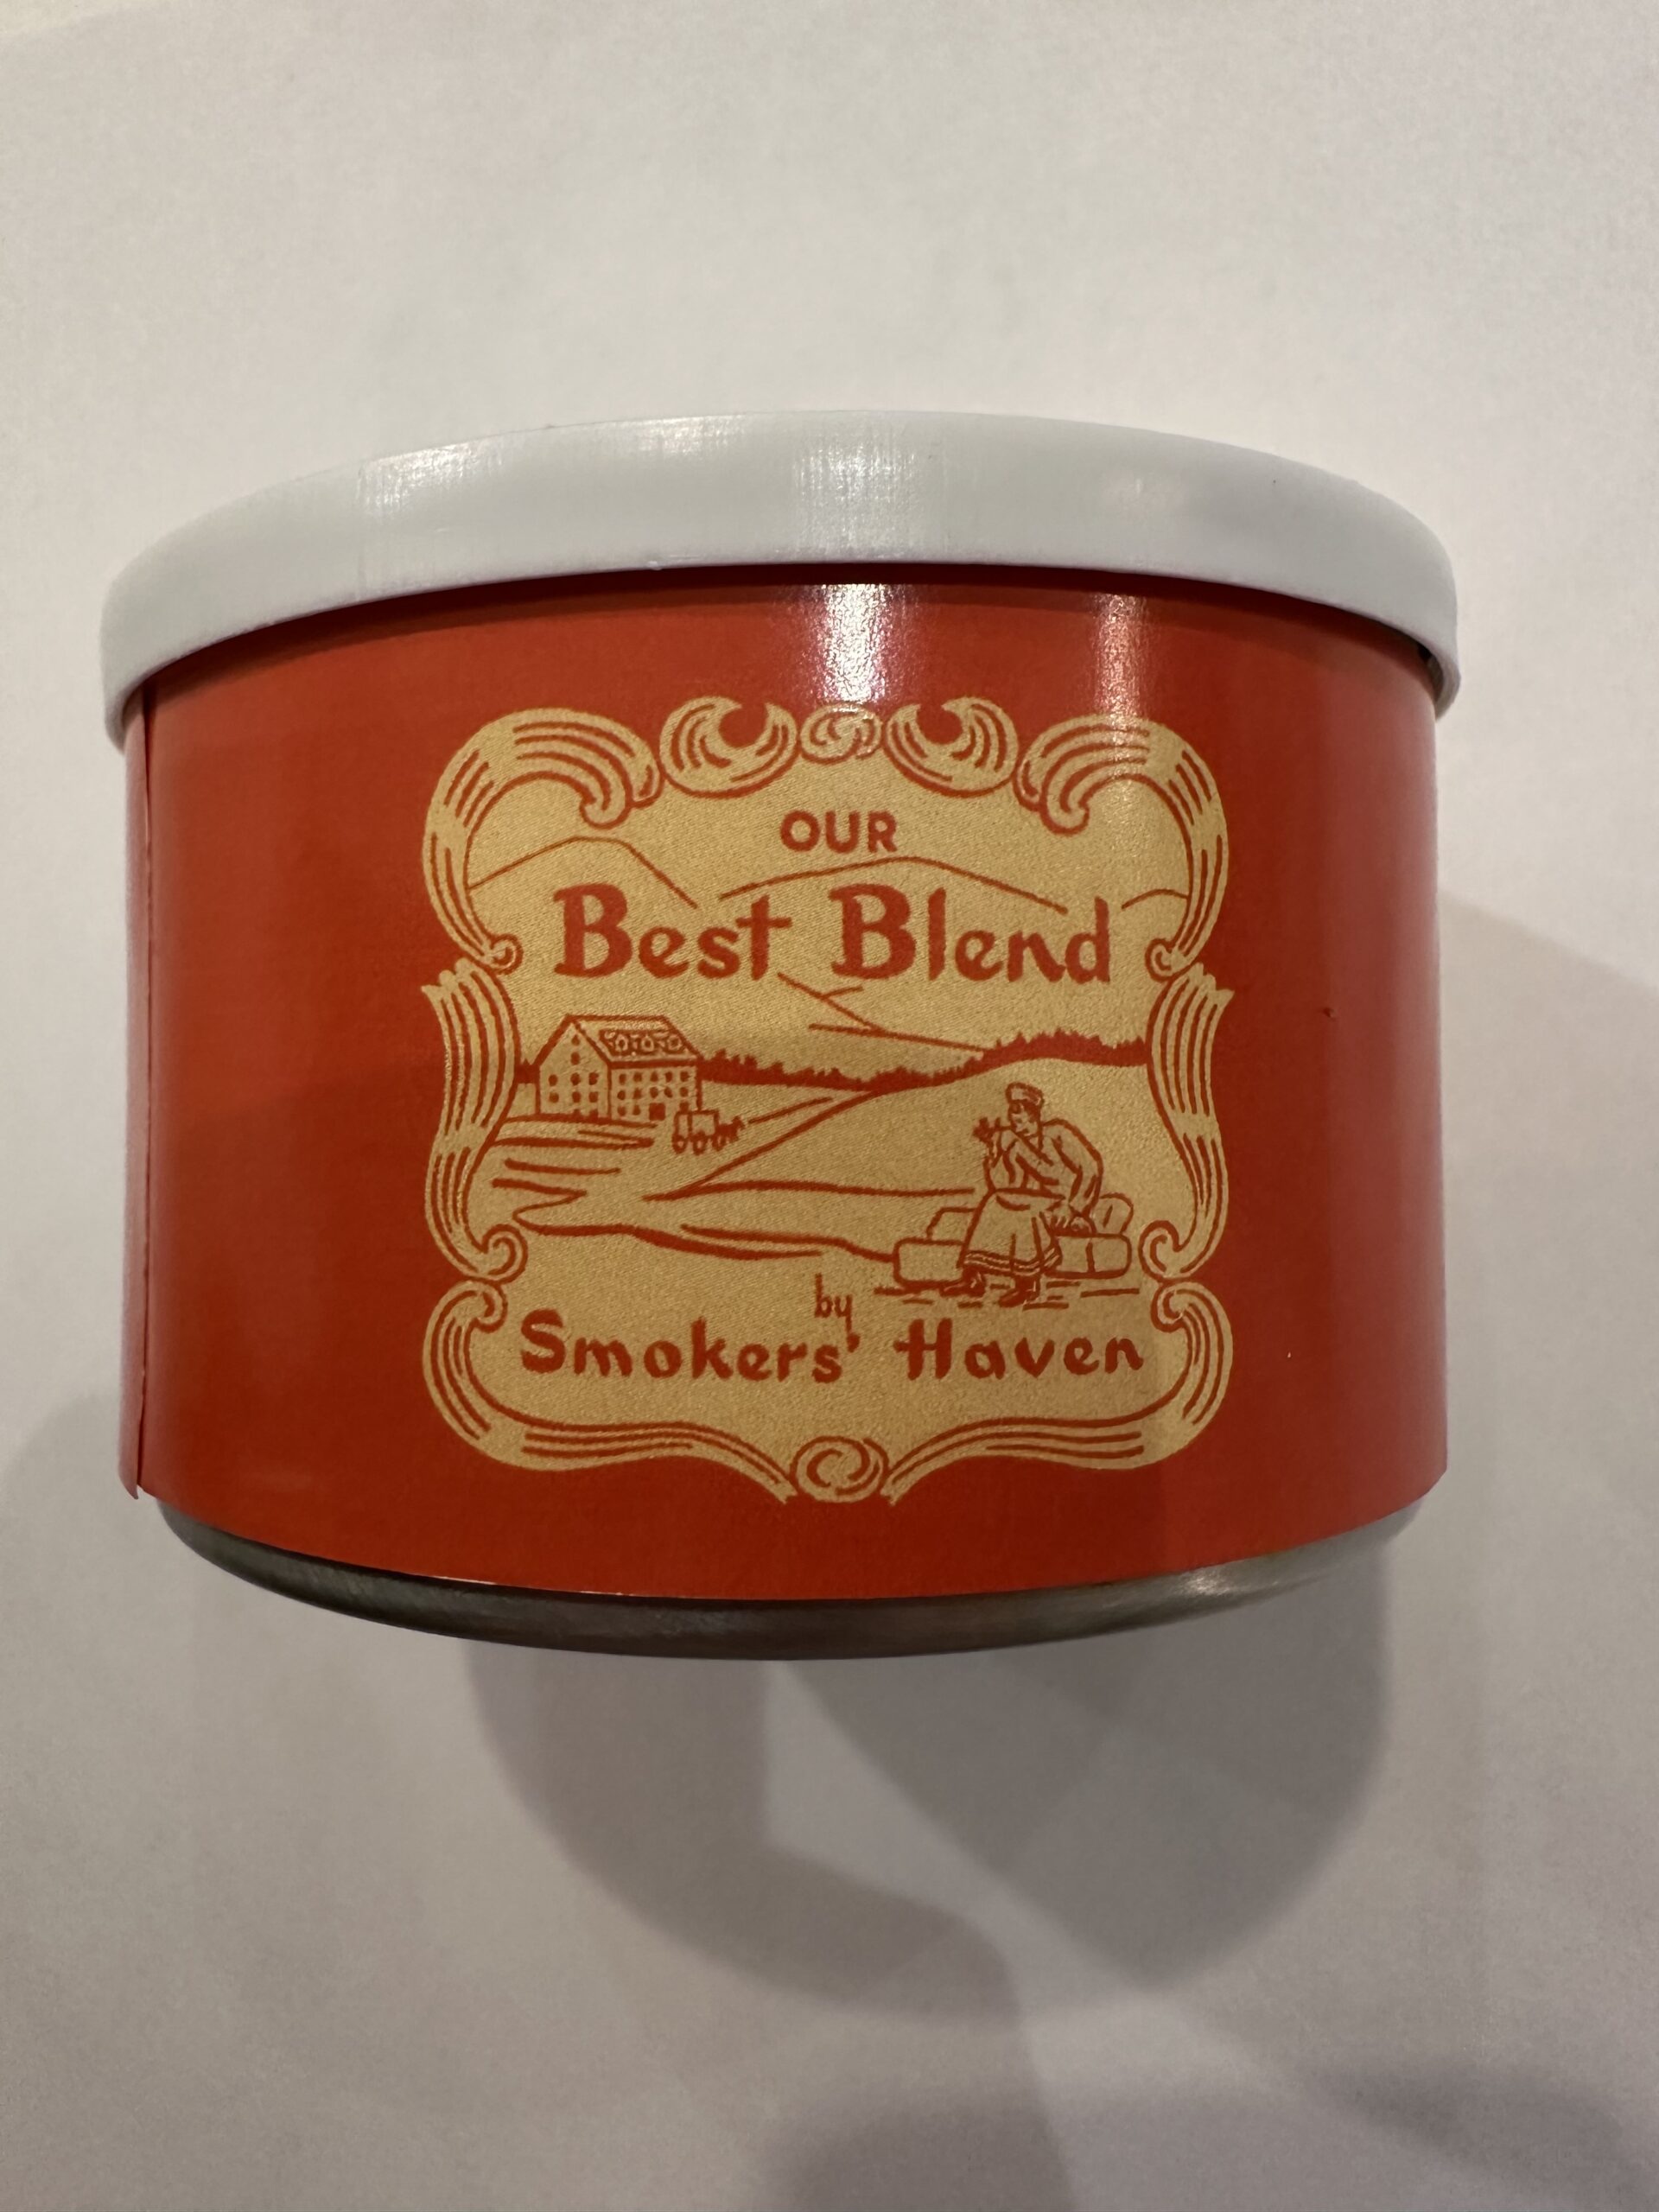 OUR
Best Blend
by
Smokers' Haven